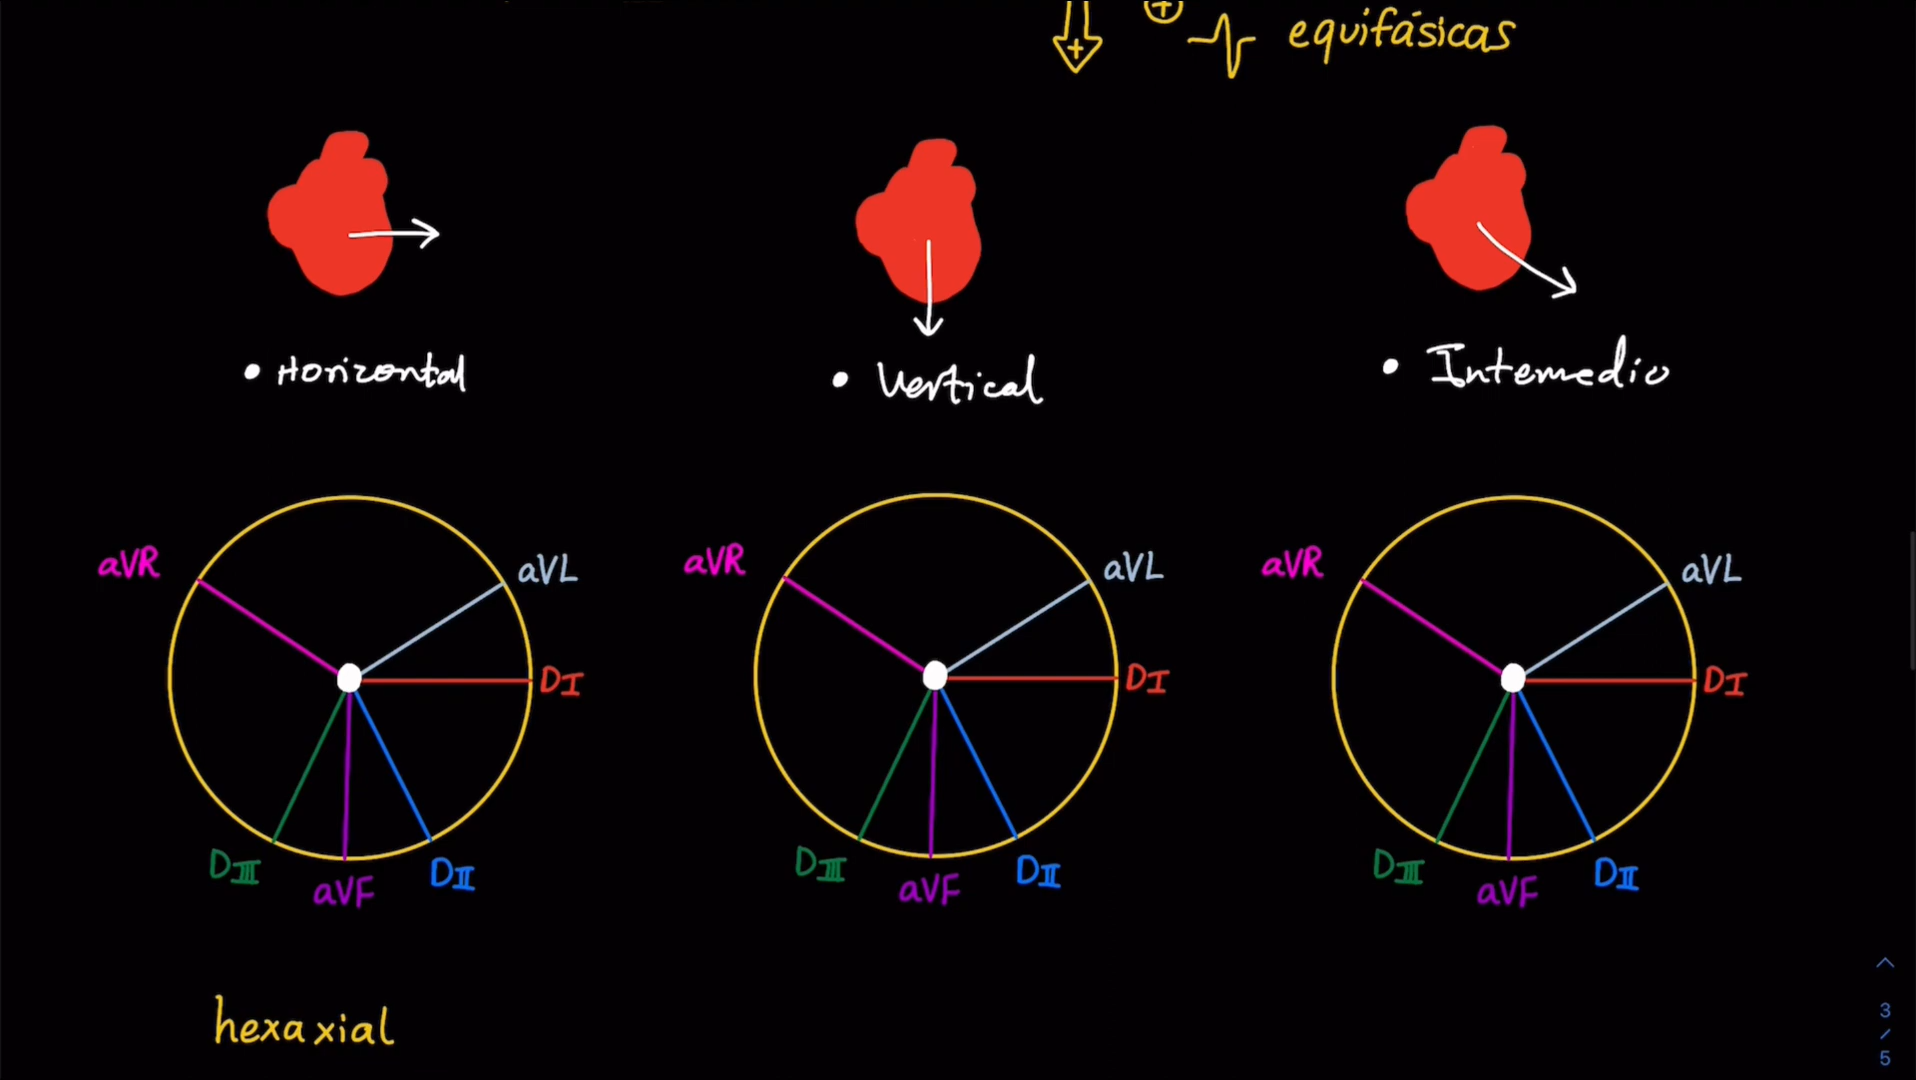 +
+ equifásicas
• Horizontal
• Vertical
• Intermedio
aVR aVL
DI
DIII aVF DII
aVR aVL
DI
DIII aVF DII
aVR aVL
DI
DIII aVF DII
hexaxial
3
/
5